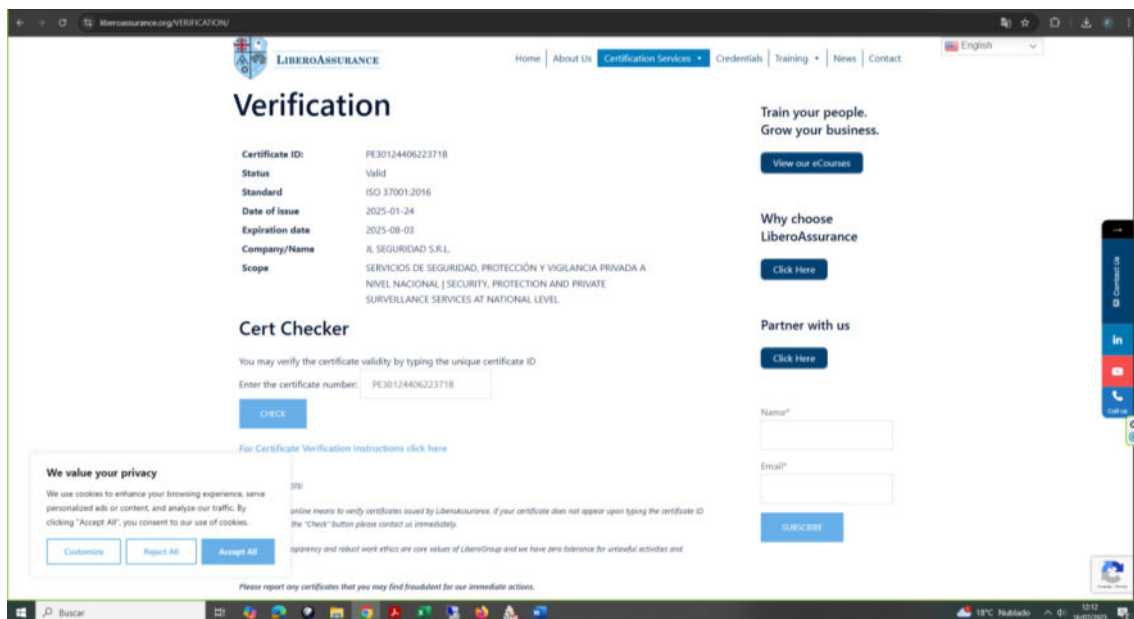 liberoassurance.org/VERIFICATION/
LIBEROASSURANCE
Home
About Us
Certification Services
Credentials
Training
News
Contact
English
Verification
Certificate ID: PE30124406223718
Status Valid
Standard ISO 37001:2016
Date of issue 2025-01-24
Expiration date 2025-08-03
Company/Name JL SEGURIDAD S.R.L.
Scope SERVICIOS DE SEGURIDAD, PROTECCIÓN Y VIGILANCIA PRIVADA A
NIVEL NACIONAL | SECURITY, PROTECTION AND PRIVATE
SURVEILLANCE SERVICES AT NATIONAL LEVEL
Cert Checker
You may verify the certificate validity by typing the unique certificate ID
Enter the certificate number: PE30124406223718
CHECK
For Certificate Verification Instructions click here
online means to verify certificates issued by LiberoAssurance, if your certificate does not appear upon typing the certificate ID
the "Check" button please contact us immediately.
and robust work ethics are core values of LiberoGroup and we have zero tolerance for unlawful activities and
Please report any certificates that you may find fraudulent for our immediate actions.
Train your people.
Grow your business.
View our eCourses
Why choose
LiberoAssurance
Click Here
Partner with us
Click Here
Name*
Email*
SUBSCRIBE
Contact Us
in
Call us
We value your privacy
We use cookies to enhance your browsing experience, serve
personalized ads or content, and analyze our traffic. By
clicking "Accept All", you consent to our use of cookies.
Customize
Reject All
Accept All
Buscar
18°C Nublado
12:12
16/07/2025